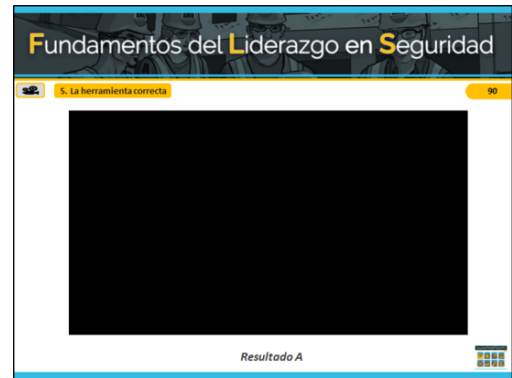 Fundamentos del Liderazgo en Seguridad
5. La herramienta correcta
90
Resultado A